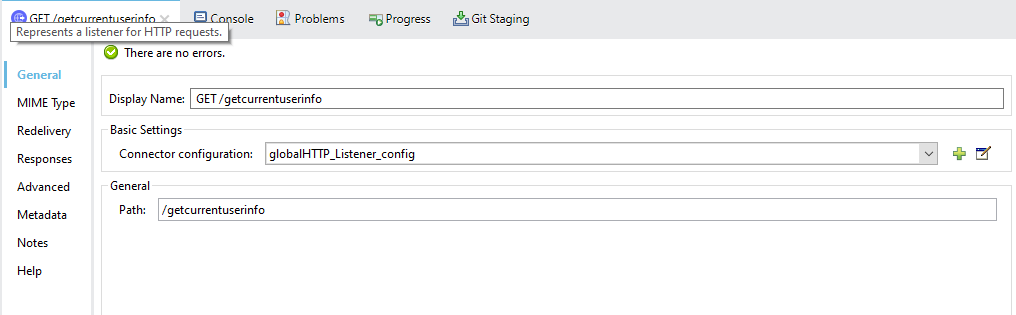 GET /getcurrentuserinfo
Console
Problems
Progress
Git Staging
Represents a listener for HTTP requests.
There are no errors.
General
MIME Type
Redelivery
Responses
Advanced
Metadata
Notes
Help
Display Name: GET /getcurrentuserinfo
Basic Settings
Connector configuration: globalHTTP_Listener_config
General
Path: /getcurrentuserinfo